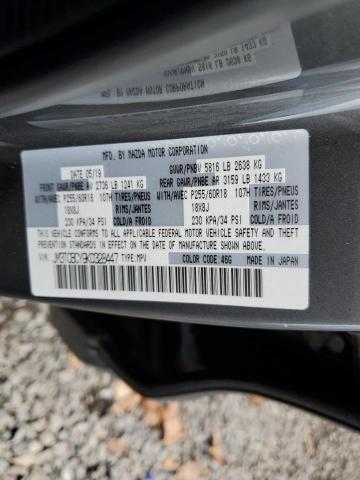 MFD. BY MAZDA MOTOR CORPORATION
DATE 05/19 GVWR/PNBV 5816 LB 2638 KG
FRONT GAWR/PNBE AV 2736 LB 1241 KG REAR GAWR/PNBE AR 3159 LB 1433 KG
WITH/AVEC P255/60R18 107H TIRES/PNEUS WITH/AVEC P255/60R18 107H TIRES/PNEUS
18X8J RIMS/JANTES 18X8J RIMS/JANTES
230 KPA/34 PSI COLD/A FROID 230 KPA/34 PSI COLD/A FROID
THIS VEHICLE CONFORMS TO ALL APPLICABLE FEDERAL MOTOR VEHICLE SAFETY, BUMPER, AND THEFT
PREVENTION STANDARDS IN EFFECT ON THE DATE OF MANUFACTURE SHOWN ABOVE.
VIN: JM3TCBCY9K0328447 TYPE: MPV COLOR CODE: 46G MADE IN JAPAN